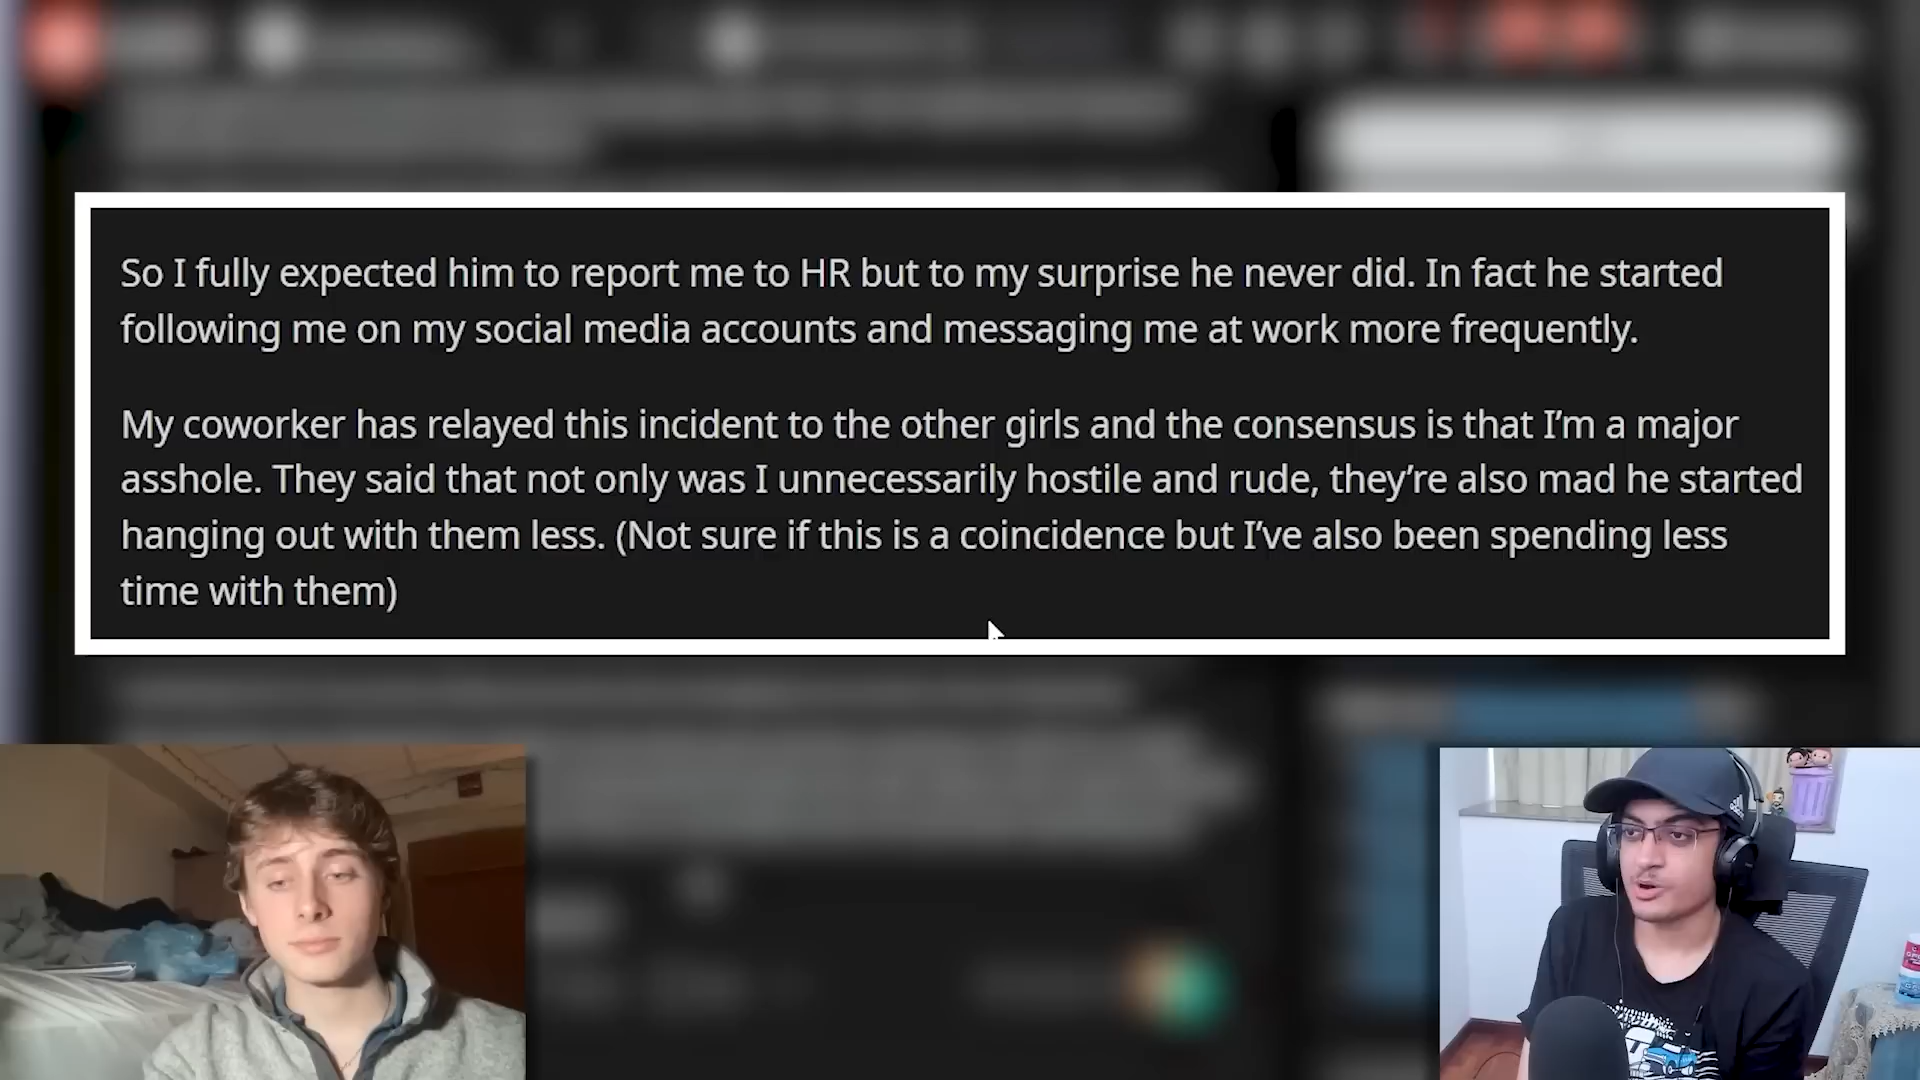 So I fully expected him to report me to HR but to my surprise he never did. In fact he started
following me on my social media accounts and messaging me at work more frequently.
My coworker has relayed this incident to the other girls and the consensus is that I’m a major
asshole. They said that not only was I unnecessarily hostile and rude, they’re also mad he started
hanging out with them less. (Not sure if this is a coincidence but I’ve also been spending less
time with them)